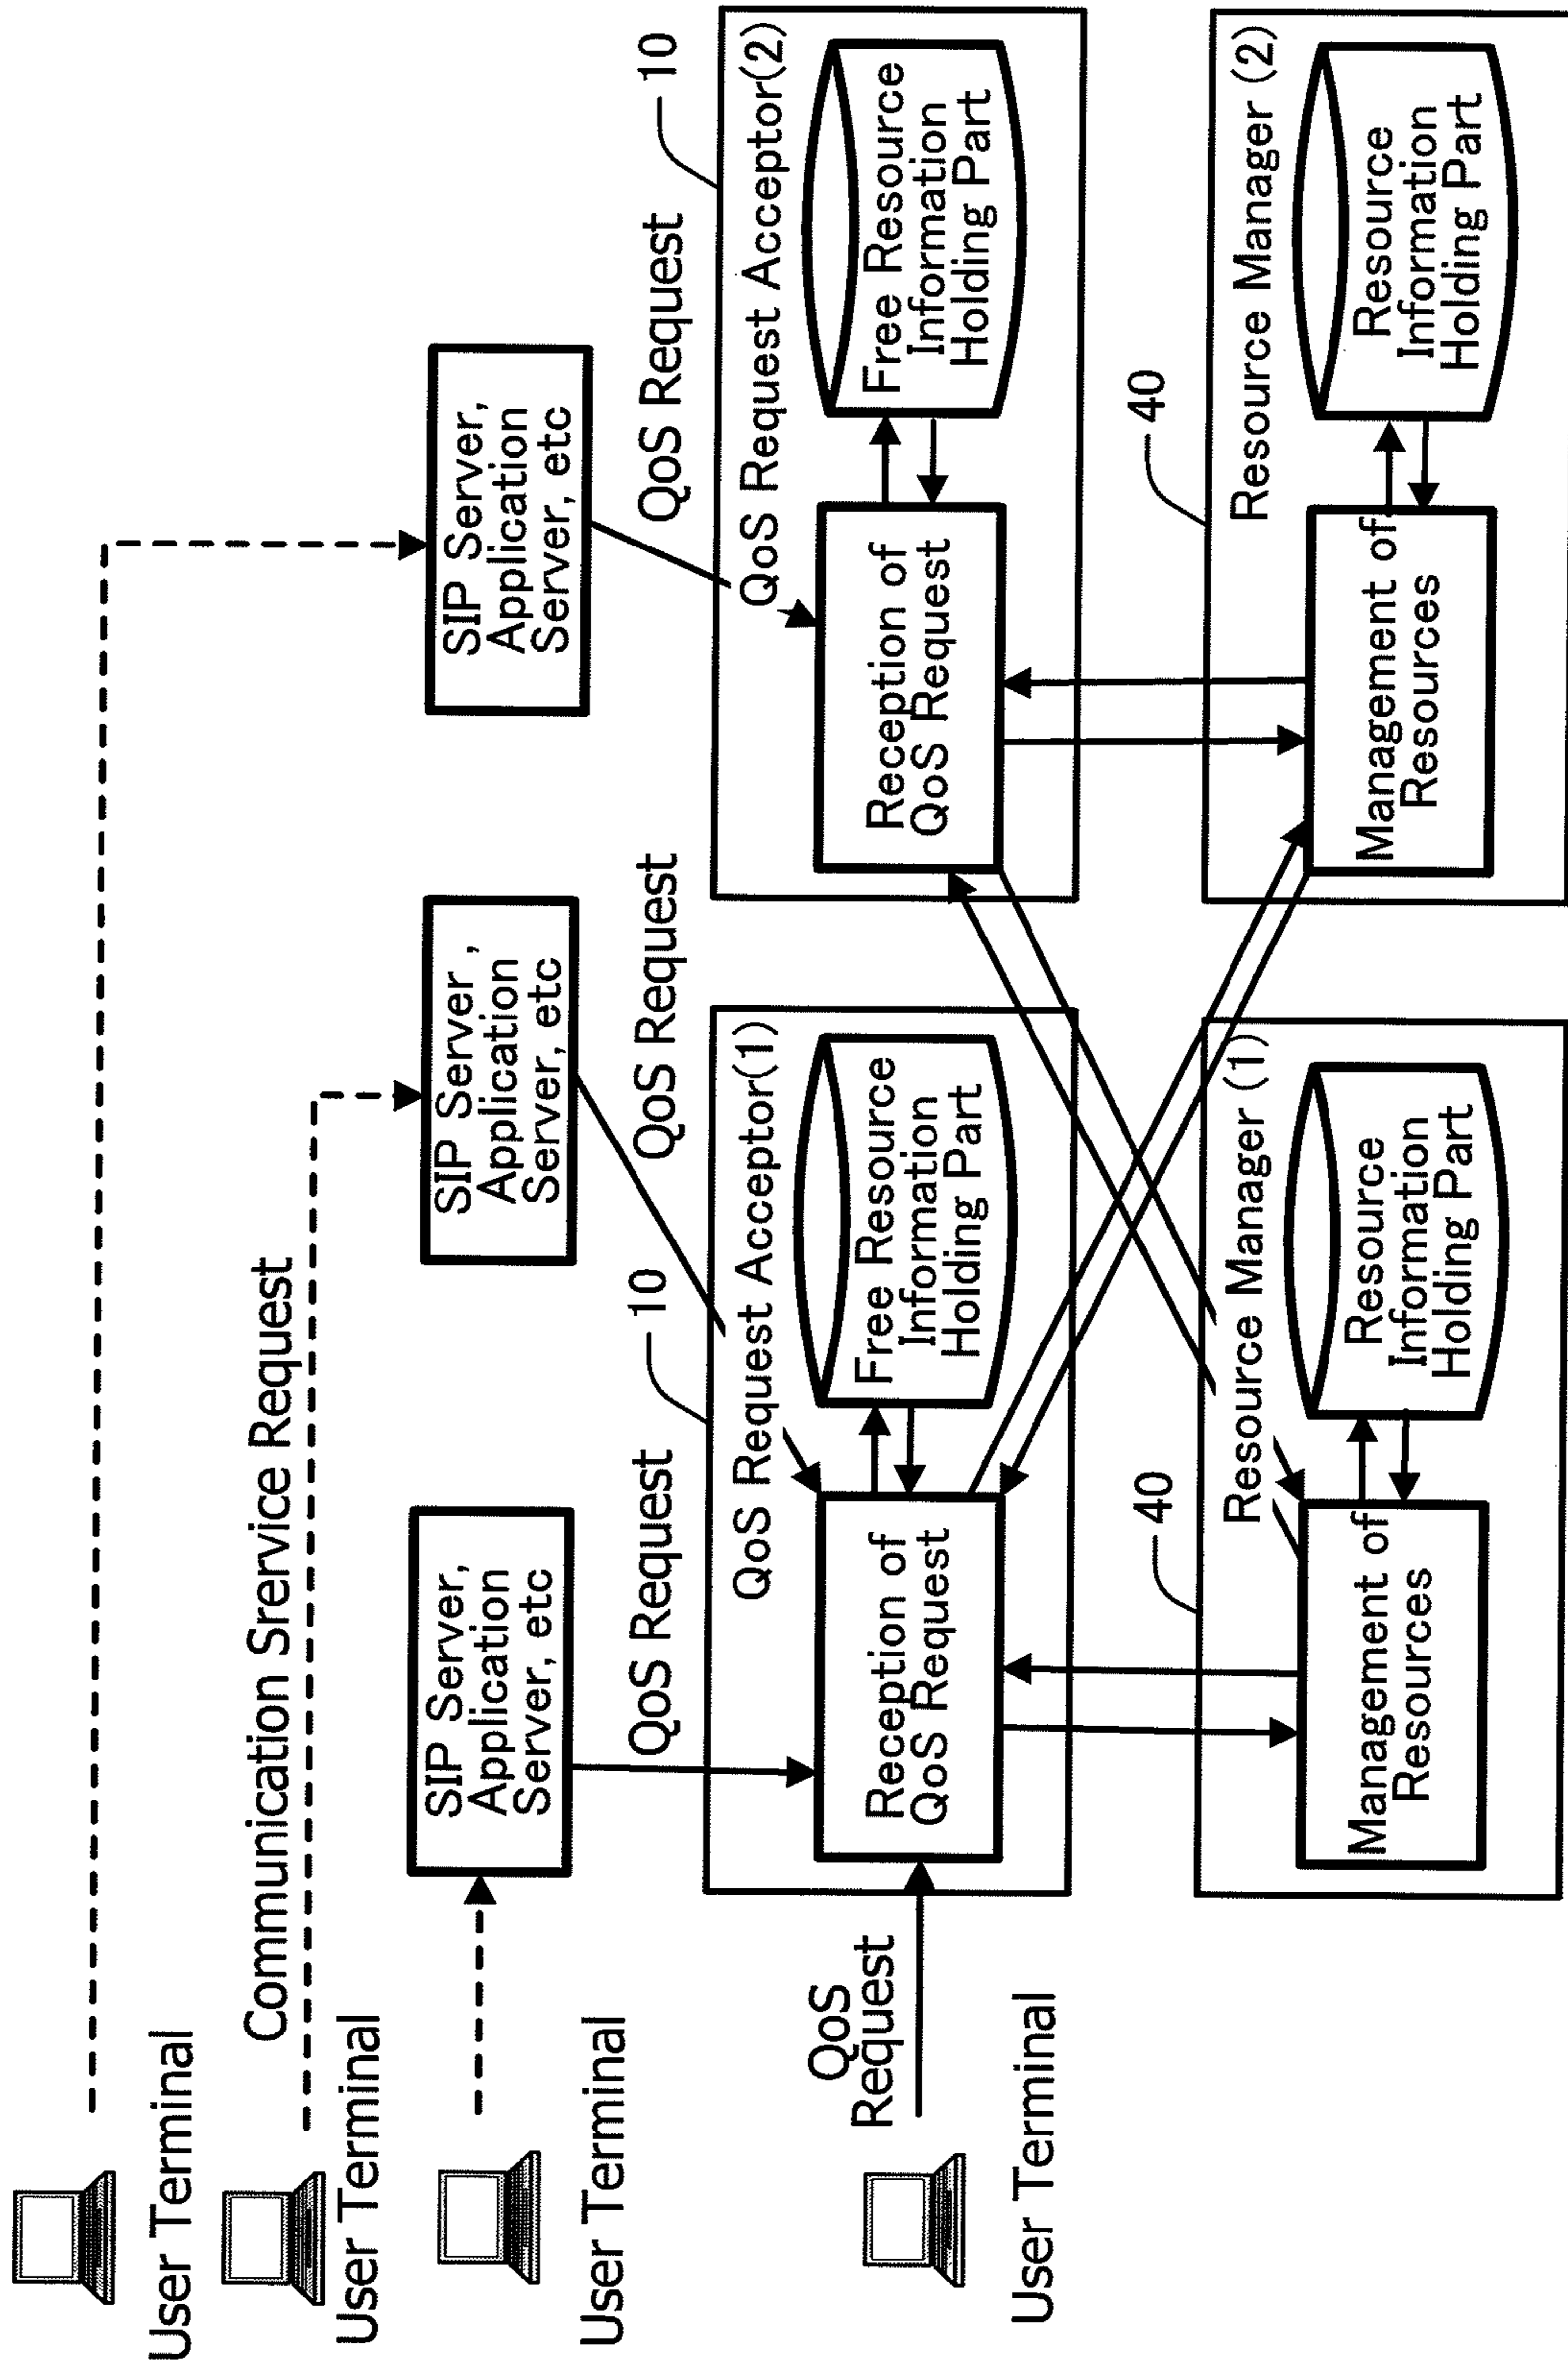 User Terminal
Communication Srervice Request
User Terminal
User Terminal
SIP Server,
Application
Server, etc
SIP Server ,
Application
Server, etc
SIP Server,
Application
Server, etc
QoS Request
10
QoS Request
QoS Request
10
QoS Request Acceptor(1)
Reception of
QoS Request
Free Resource
Information
Holding Part
QoS Request Acceptor(2)
Reception of
QoS Request
Free Resource
Information
Holding Part
QoS
Request
User Terminal
40
Resource Manager (1)
Management of
Resources
Resource
Information
Holding Part
40
Resource Manager (2)
Management of
Resources
Resource
Information
Holding Part